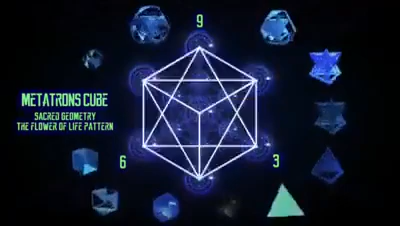 9
METATRONS CUBE
SACRED GEOMETRY
THE FLOWER OF LIFE PATTERN
6
3